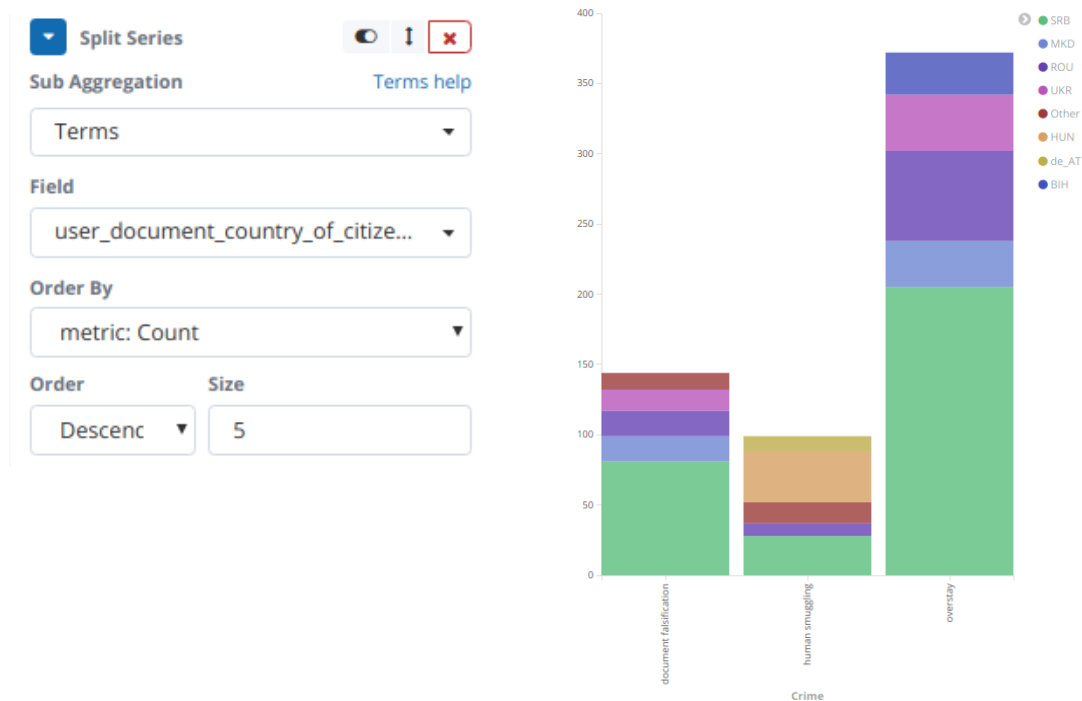 Split Series
Sub Aggregation Terms help
Terms
Field
user_document_country_of_citize...
Order By
metric: Count
Order Size
Descenc 5
400
350
300
250
200
150
100
50
0
document falsification
human smuggling
overstay
Crime
SRB
MKD
ROU
UKR
Other
HUN
de_AT
BIH